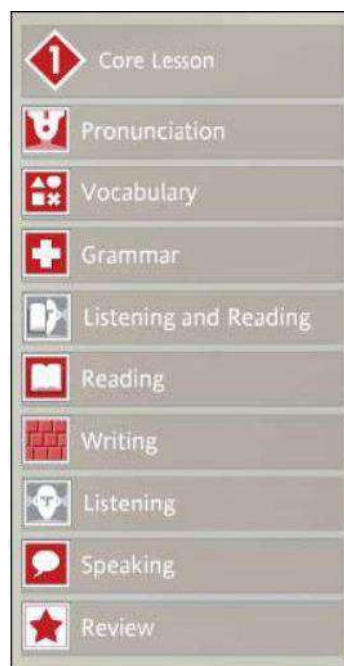 1 Core Lesson
Pronunciation
Vocabulary
Grammar
Listening and Reading
Reading
Writing
Listening
Speaking
Review